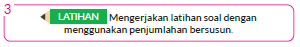 3
LATIHAN Mengerjakan latihan soal dengan
menggunakan penjumlahan bersusun.